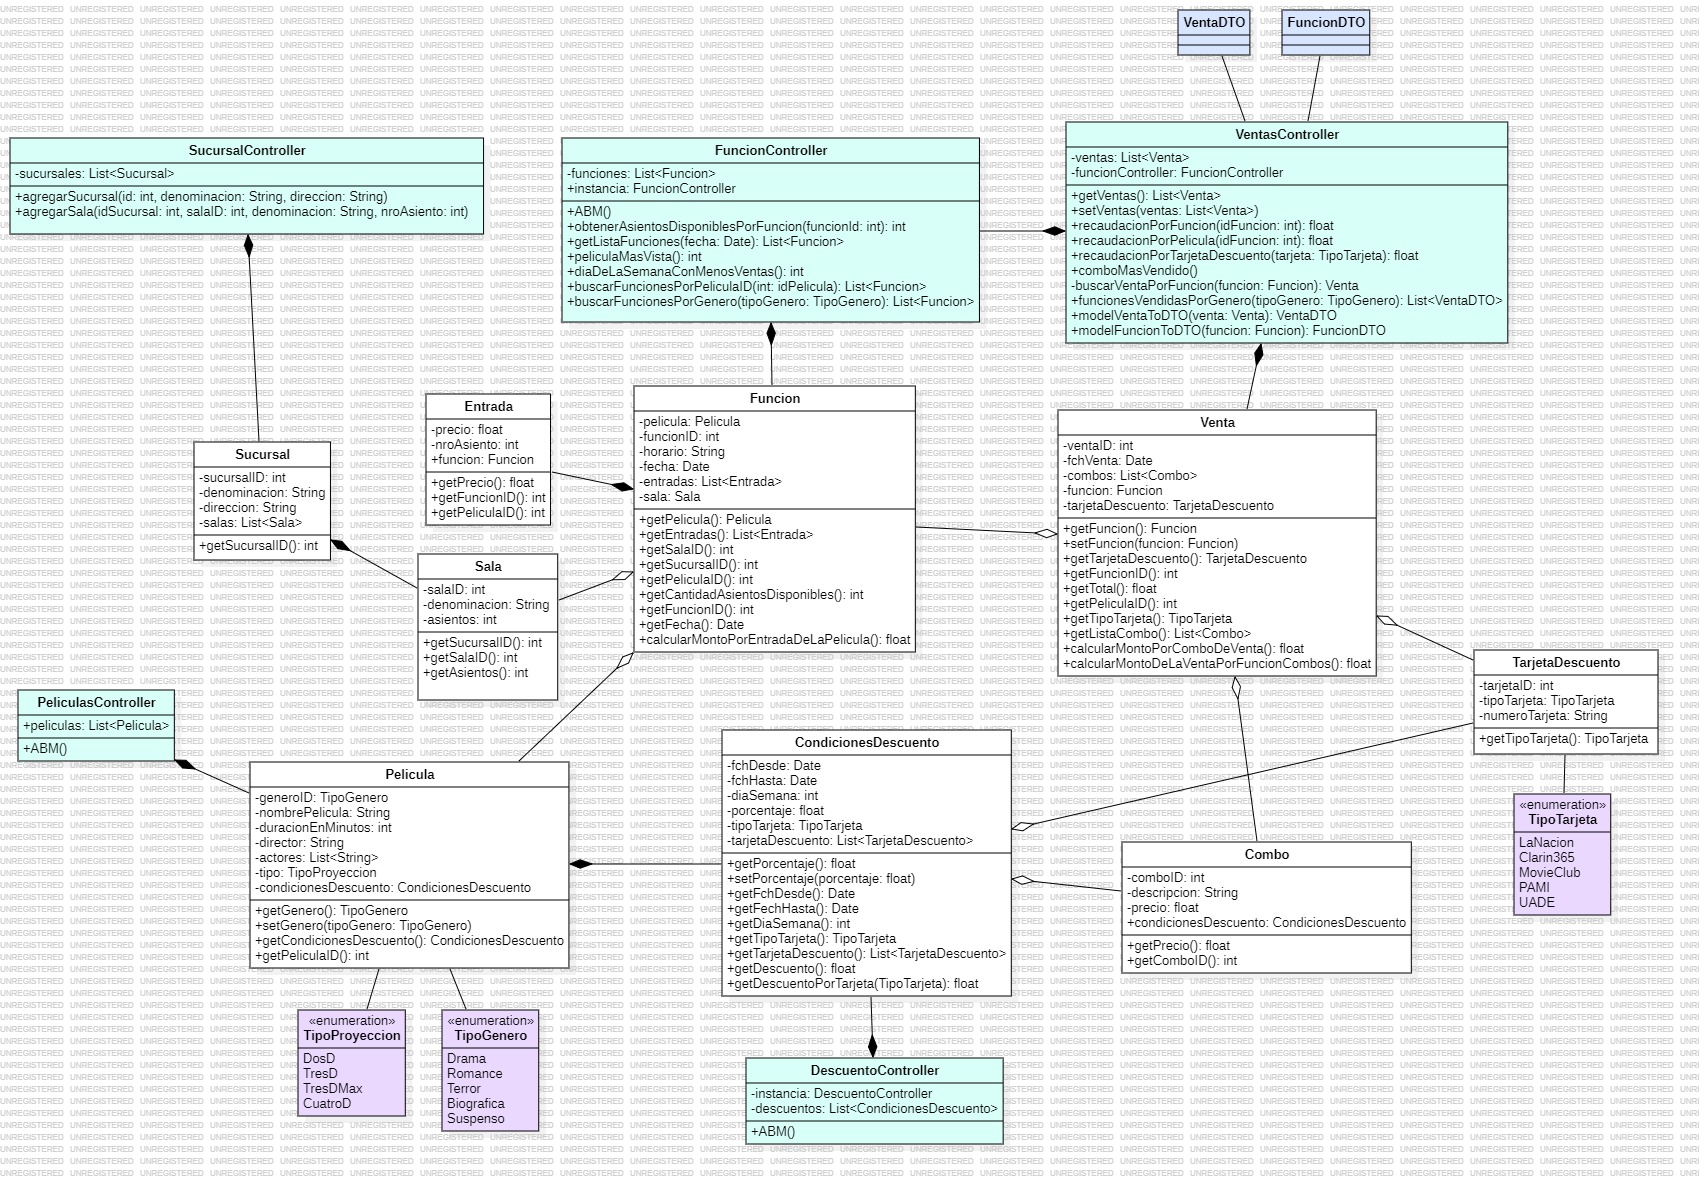 VentaDTO
FuncionDTO
SucursalController
-sucursales: List<Sucursal>
+agregarSucursal(id: int, denominacion: String, direccion: String)
+agregarSala(idSucursal: int, salaID: int, denominacion: String, nroAsiento: int)
FuncionController
-funciones: List<Funcion>
+instancia: FuncionController
+ABM()
+obtenerAsientosDisponiblesPorFuncion(funcionId: int): int
+getListaFunciones(fecha: Date): List<Funcion>
+peliculaMasVista(): int
+diaDeLaSemanaConMenosVentas(): int
+buscarFuncionesPorPeliculaID(int: idPelicula): List<Funcion>
+buscarFuncionesPorGenero(tipoGenero: TipoGenero): List<Funcion>
VentasController
-ventas: List<Venta>
-funcionController: FuncionController
+getVentas(): List<Venta>
+setVentas(ventas: List<Venta>)
+recaudacionPorFuncion(idFuncion: int): float
+recaudacionPorPelicula(idFuncion: int): float
+recaudacionPorTarjetaDescuento(tarjeta: TipoTarjeta): float
+comboMasVendido()
-buscarVentaPorFuncion(funcion: Funcion): Venta
+funcionesVendidasPorGenero(tipoGenero: TipoGenero): List<VentaDTO>
+modelVentaToDTO(venta: Venta): VentaDTO
+modelFuncionToDTO(funcion: Funcion): FuncionDTO
Entrada
-precio: float
-nroAsiento: int
+funcion: Funcion
+getPrecio(): float
+getFuncionID(): int
+getPeliculaID(): int
Funcion
-pelicula: Pelicula
-funcionID: int
-horario: String
-fecha: Date
-entradas: List<Entrada>
-sala: Sala
+getPelicula(): Pelicula
+getEntradas(): List<Entrada>
+getSalaID(): int
+getSucursalID(): int
+getPeliculaID(): int
+getCantidadAsientosDisponibles(): int
+getFuncionID(): int
+getFecha(): Date
+calcularMontoPorEntradaDeLaPelicula(): float
Venta
-ventaID: int
-fchVenta: Date
-combos: List<Combo>
-funcion: Funcion
-tarjetaDescuento: TarjetaDescuento
+getFuncion(): Funcion
+setFuncion(funcion: Funcion)
+getTarjetaDescuento(): TarjetaDescuento
+getFuncionID(): int
+getTotal(): float
+getPeliculaID(): int
+getTipoTarjeta(): TipoTarjeta
+getListaCombo(): List<Combo>
+calcularMontoPorComboDeVenta(): float
+calcularMontoDeLaVentaPorFuncionCombos(): float
Sucursal
-sucursalID: int
-denominacion: String
-direccion: String
-salas: List<Sala>
+getSucursalID(): int
Sala
-salaID: int
-denominacion: String
-asientos: int
+getSucursalID(): int
+getSalaID(): int
+getAsientos(): int
TarjetaDescuento
-tarjetaID: int
-tipoTarjeta: TipoTarjeta
-numeroTarjeta: String
+getTipoTarjeta(): TipoTarjeta
PeliculasController
+peliculas: List<Pelicula>
+ABM()
Pelicula
-generoID: TipoGenero
-nombrePelicula: String
-duracionEnMinutos: int
-director: String
-actores: List<String>
-tipo: TipoProyeccion
-condicionesDescuento: CondicionesDescuento
+getGenero(): TipoGenero
+setGenero(tipoGenero: TipoGenero)
+getCondicionesDescuento(): CondicionesDescuento
+getPeliculaID(): int
CondicionesDescuento
-fchDesde: Date
-fchHasta: Date
-diaSemana: int
-porcentaje: float
-tipoTarjeta: TipoTarjeta
-tarjetaDescuento: List<TarjetaDescuento>
+getPorcentaje(): float
+setPorcentaje(porcentaje: float)
+getFchDesde(): Date
+getFechHasta(): Date
+getDiaSemana(): int
+getTipoTarjeta(): TipoTarjeta
+getTarjetaDescuento(): List<TarjetaDescuento>
+getDescuento(): float
+getDescuentoPorTarjeta(TipoTarjeta): float
«enumeration»
TipoTarjeta
LaNacion
Clarin365
MovieClub
PAMI
UADE
Combo
-comboID: int
-descripcion: String
-precio: float
+condicionesDescuento: CondicionesDescuento
+getPrecio(): float
+getComboID(): int
«enumeration»
TipoProyeccion
DosD
TresD
TresDMax
CuatroD
«enumeration»
TipoGenero
Drama
Romance
Terror
Biografica
Suspenso
DescuentoController
-instancia: DescuentoController
-descuentos: List<CondicionesDescuento>
+ABM()
UNREGISTERED